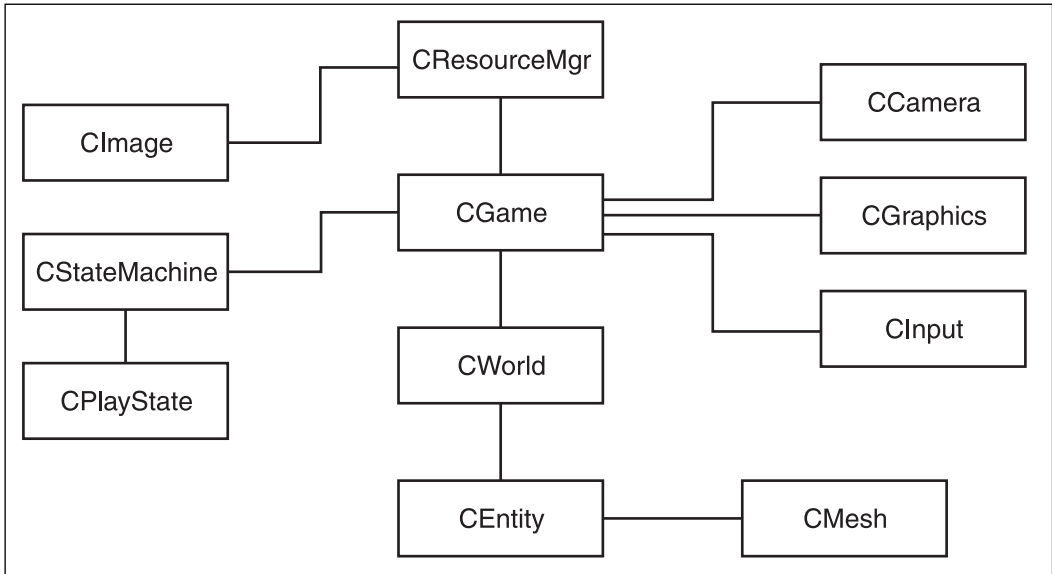 CResourceMgr
CCamera
CImage
CGame
CGraphics
CStateMachine
CInput
CWorld
CPlayState
CEntity
CMesh